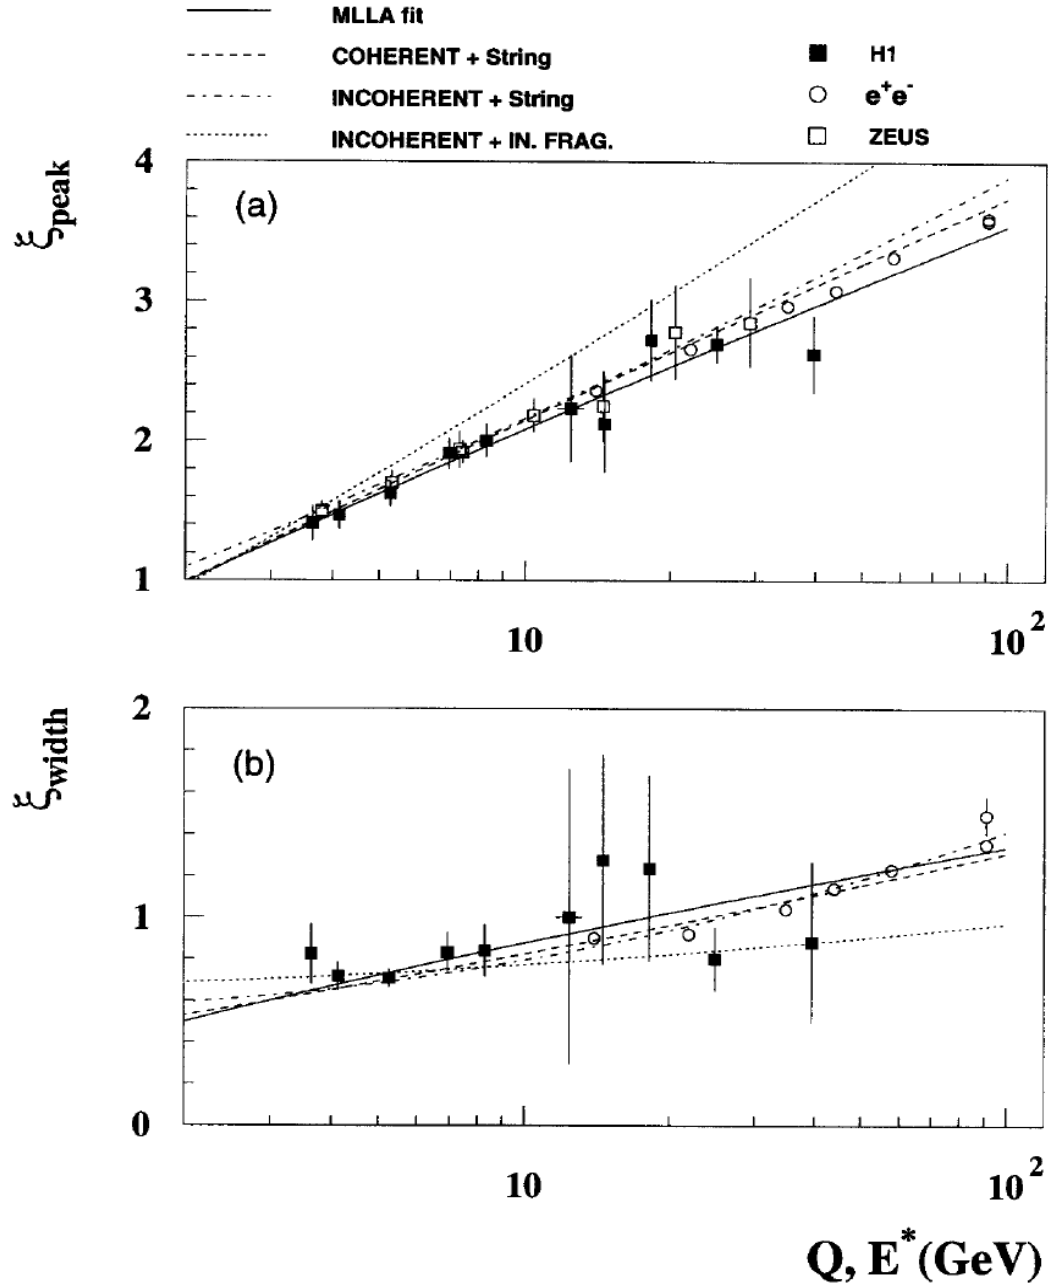 MLLA fit
COHERENT + String
INCOHERENT + String
INCOHERENT + IN. FRAG.
H1
e⁺e⁻
ZEUS
ξpeak
(a)
4
3
2
1
10
10²
ξwidth
(b)
2
1
0
10
10²
Q, E*(GeV)